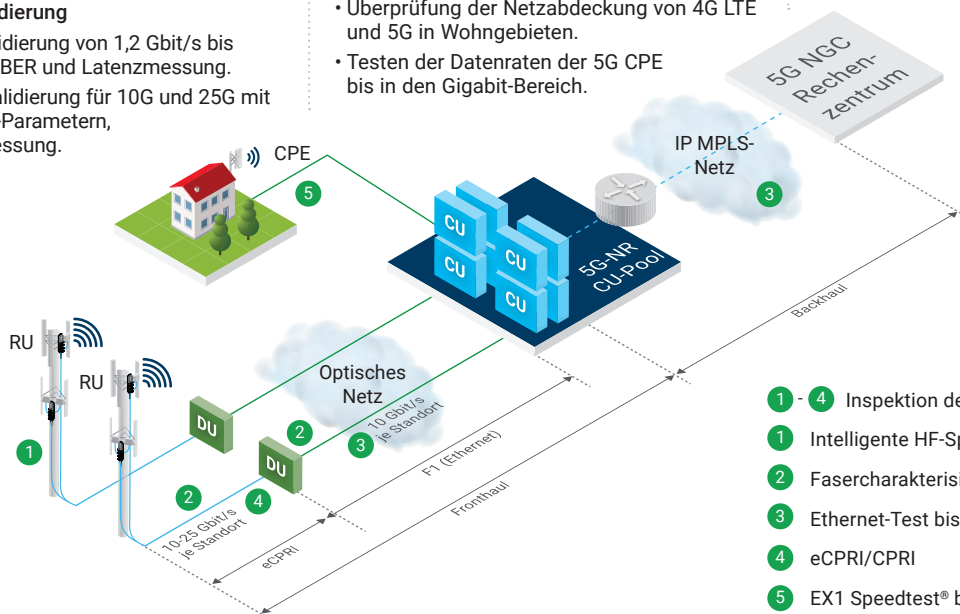 dierung
idierung von 1,2 Gbit/s bis
BER und Latenzmessung.
alidierung für 10G und 25G mit
-Parametern,
essung.
• Überprüfung der Netzabdeckung von 4G LTE
und 5G in Wohngebieten.
• Testen der Datenraten der 5G CPE
bis in den Gigabit-Bereich.
5G NGC
Rechen-
zentrum
IP MPLS-
Netz
3
CPE
5
CU
CU
CU
CU
5G-NR
CU-Pool
Backhaul
RU
RU
Optisches
Netz
10 Gbit/s
je Standort
DU
DU
2
3
1
2
4
10-25 Gbit/s
je Standort
F1 (Ethernet)
Fronthaul
eCPRI
1 - 4 Inspektion de
1 Intelligente HF-Sp
2 Fasercharakterisi
3 Ethernet-Test bis
4 eCPRI/CPRI
5 EX1 Speedtest® b